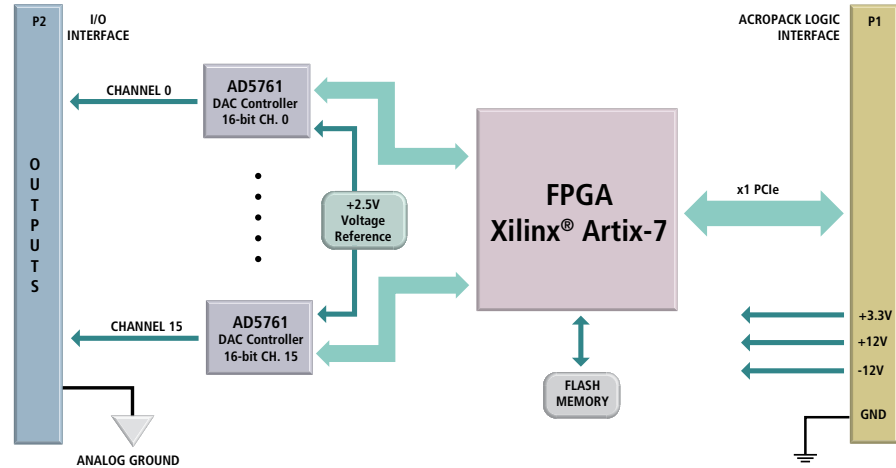 P2
I/O
INTERFACE
ACROPACK LOGIC
INTERFACE
P1
CHANNEL 0
AD5761
DAC Controller
16-bit CH. 0
OUTPUTS
+2.5V
Voltage
Reference
FPGA
Xilinx® Artix-7
x1 PCIe
CHANNEL 15
AD5761
DAC Controller
16-bit CH. 15
FLASH
MEMORY
+3.3V
+12V
-12V
GND
ANALOG GROUND